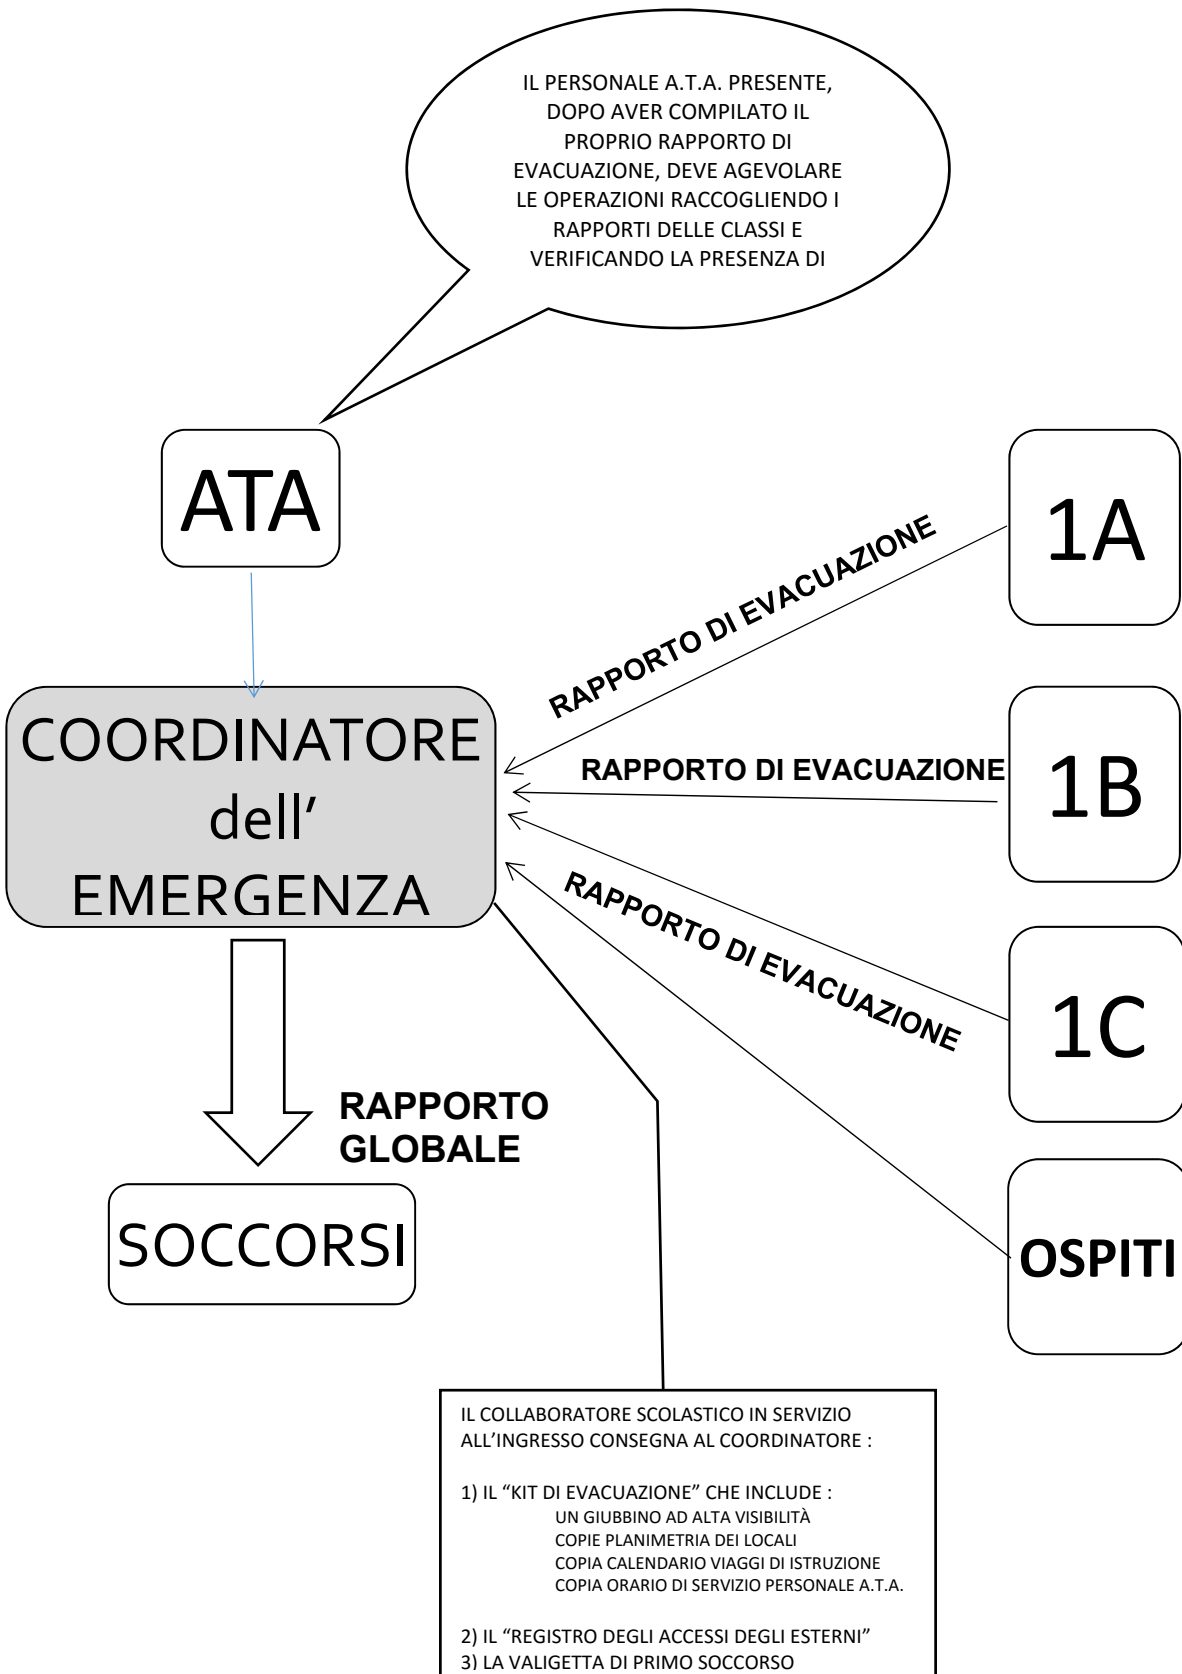 IL PERSONALE A.T.A. PRESENTE,
DOPO AVER COMPILATO IL
PROPRIO RAPPORTO DI
EVACUAZIONE, DEVE AGEVOLARE
LE OPERAZIONI RACCOGLIENDO I
RAPPORTI DELLE CLASSI E
VERIFICANDO LA PRESENZA DI
ATA
1A
RAPPORTO DI EVACUAZIONE
COORDINATORE
dell'
EMERGENZA
RAPPORTO DI EVACUAZIONE
1B
RAPPORTO DI EVACUAZIONE
1C
RAPPORTO
GLOBALE
SOCCORSI
OSPITI
IL COLLABORATORE SCOLASTICO IN SERVIZIO
ALL'INGRESSO CONSEGNA AL COORDINATORE :
1) IL “KIT DI EVACUAZIONE” CHE INCLUDE :
UN GIUBBINO AD ALTA VISIBILITÀ
COPIE PLANIMETRIA DEI LOCALI
COPIA CALENDARIO VIAGGI DI ISTRUZIONE
COPIA ORARIO DI SERVIZIO PERSONALE A.T.A.
2) IL “REGISTRO DEGLI ACCESSI DEGLI ESTERNI”
3) LA VALIGETTA DI PRIMO SOCCORSO